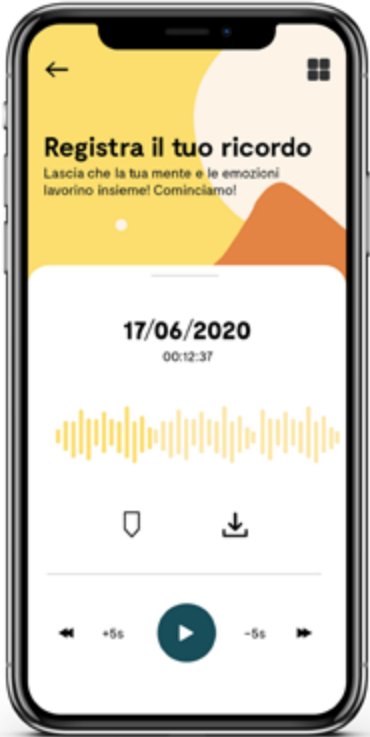 Registra il tuo ricordo
Lascia che la tua mente e le emozioni
lavorino insieme! Cominciamo!
17/06/2020
00:12:37
+5s
-5s